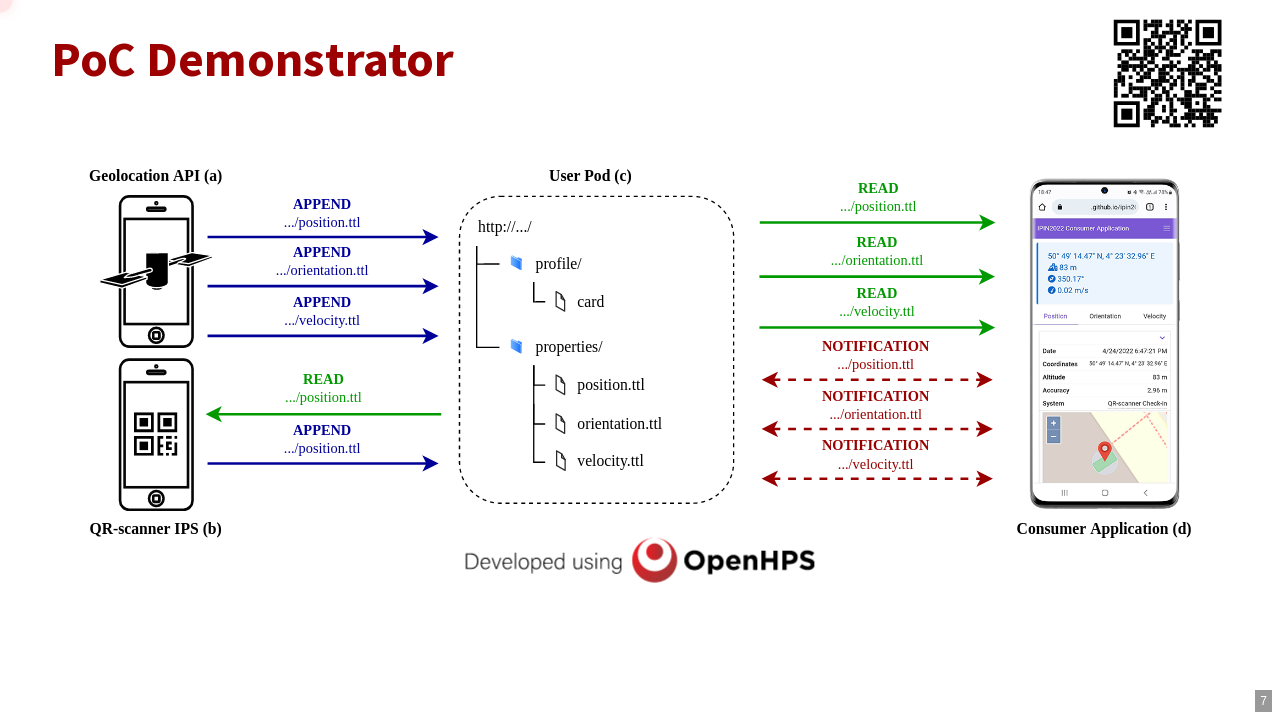 PoC Demonstrator
Geolocation API (a)
APPEND
.../position.ttl
APPEND
.../orientation.ttl
APPEND
.../velocity.ttl
READ
.../position.ttl
APPEND
.../position.ttl
QR-scanner IPS (b)
User Pod (c)
http://.../
profile/
card
properties/
position.ttl
orientation.ttl
velocity.ttl
READ
.../position.ttl
READ
.../orientation.ttl
READ
.../velocity.ttl
NOTIFICATION
.../position.ttl
NOTIFICATION
.../orientation.ttl
NOTIFICATION
.../velocity.ttl
18:47
.github.io/ipin2
IPIN2022 Consumer Application
50° 49' 14.47" N, 4° 23' 32.96" E
83 m
350.17°
0.02 m/s
Position Orientation Velocity
Date 4/24/2022 6:47:21 PM
Coordinates 50° 49' 14.47" N, 4° 23' 32.96" E
Altitude 83 m
Accuracy 2.96 m
System QR-scanner Check-in
+
−
Consumer Application (d)
Developed using OpenHPS
7